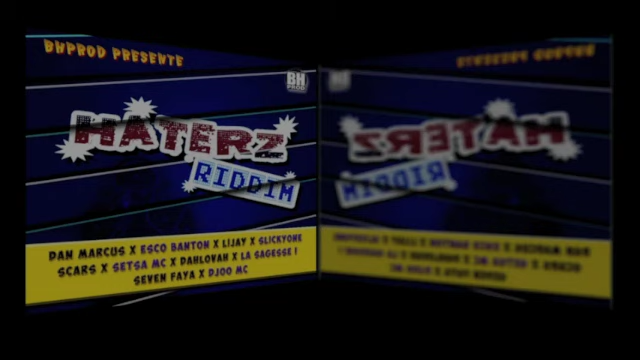 BHPROD PRESENTE
BH
HATERZ
RIDDIM
DAN MARCUS X ESCO BANTON X LIJAY X SLICKYONE
SCARS X SETSA MC X DAHLOVAH X LA SAGESSE !
SEVEN FAYA X DJOO MC